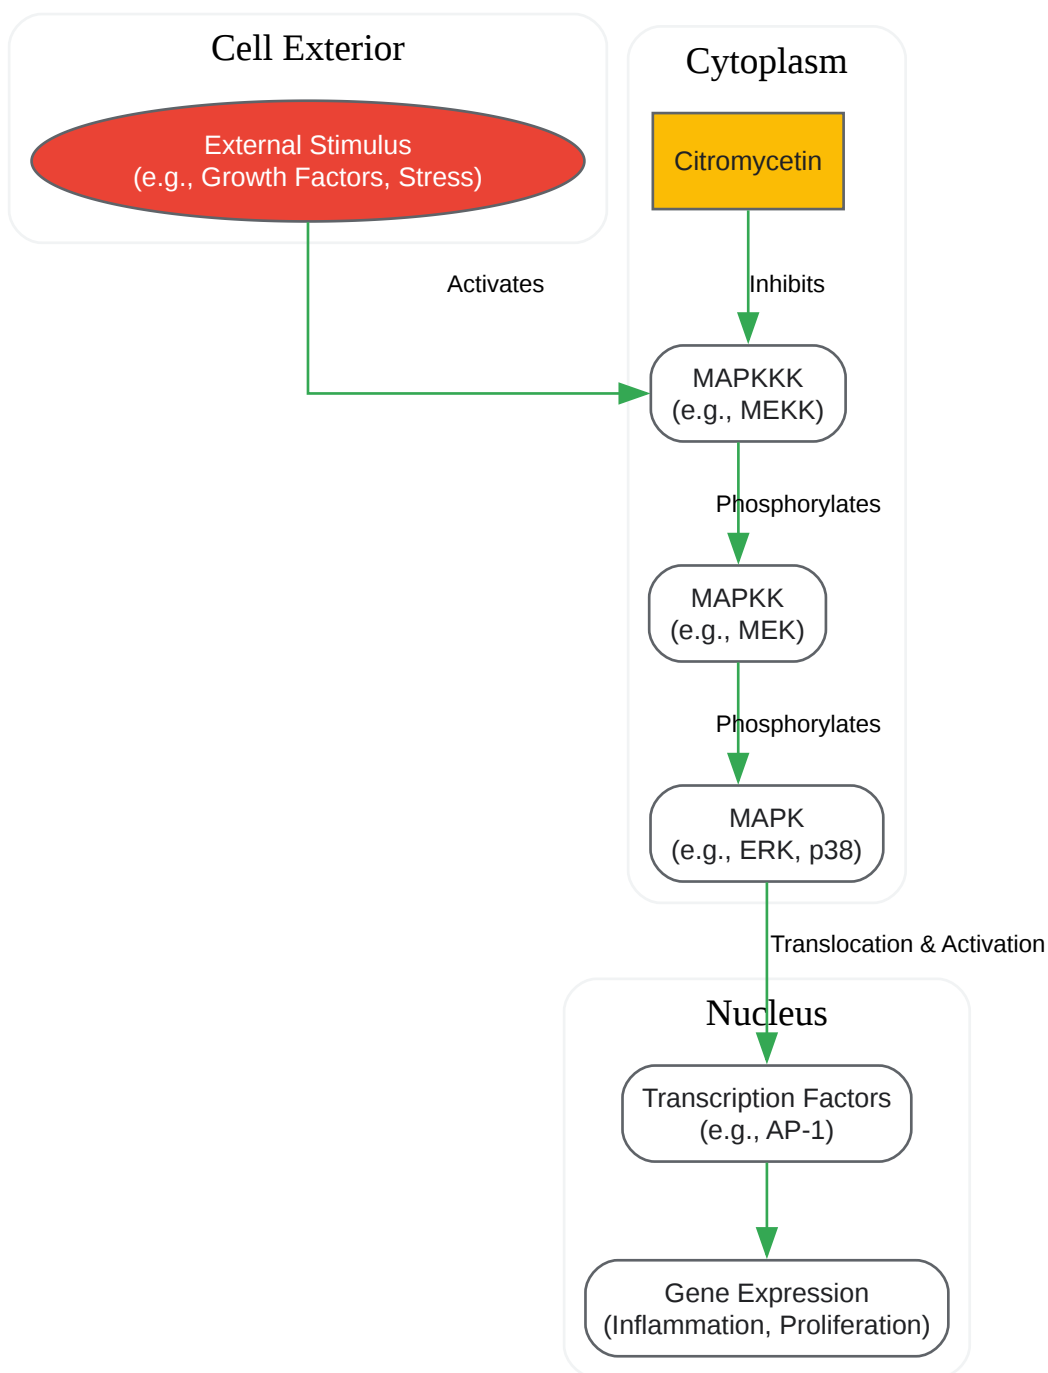 Cell Exterior
External Stimulus
(e.g., Growth Factors, Stress)
Cytoplasm
Citromycetin
Activates
Inhibits
MAPKKK
(e.g., MEKK)
Phosphorylates
MAPKK
(e.g., MEK)
Phosphorylates
MAPK
(e.g., ERK, p38)
Translocation & Activation
Nucleus
Transcription Factors
(e.g., AP-1)
Gene Expression
(Inflammation, Proliferation)